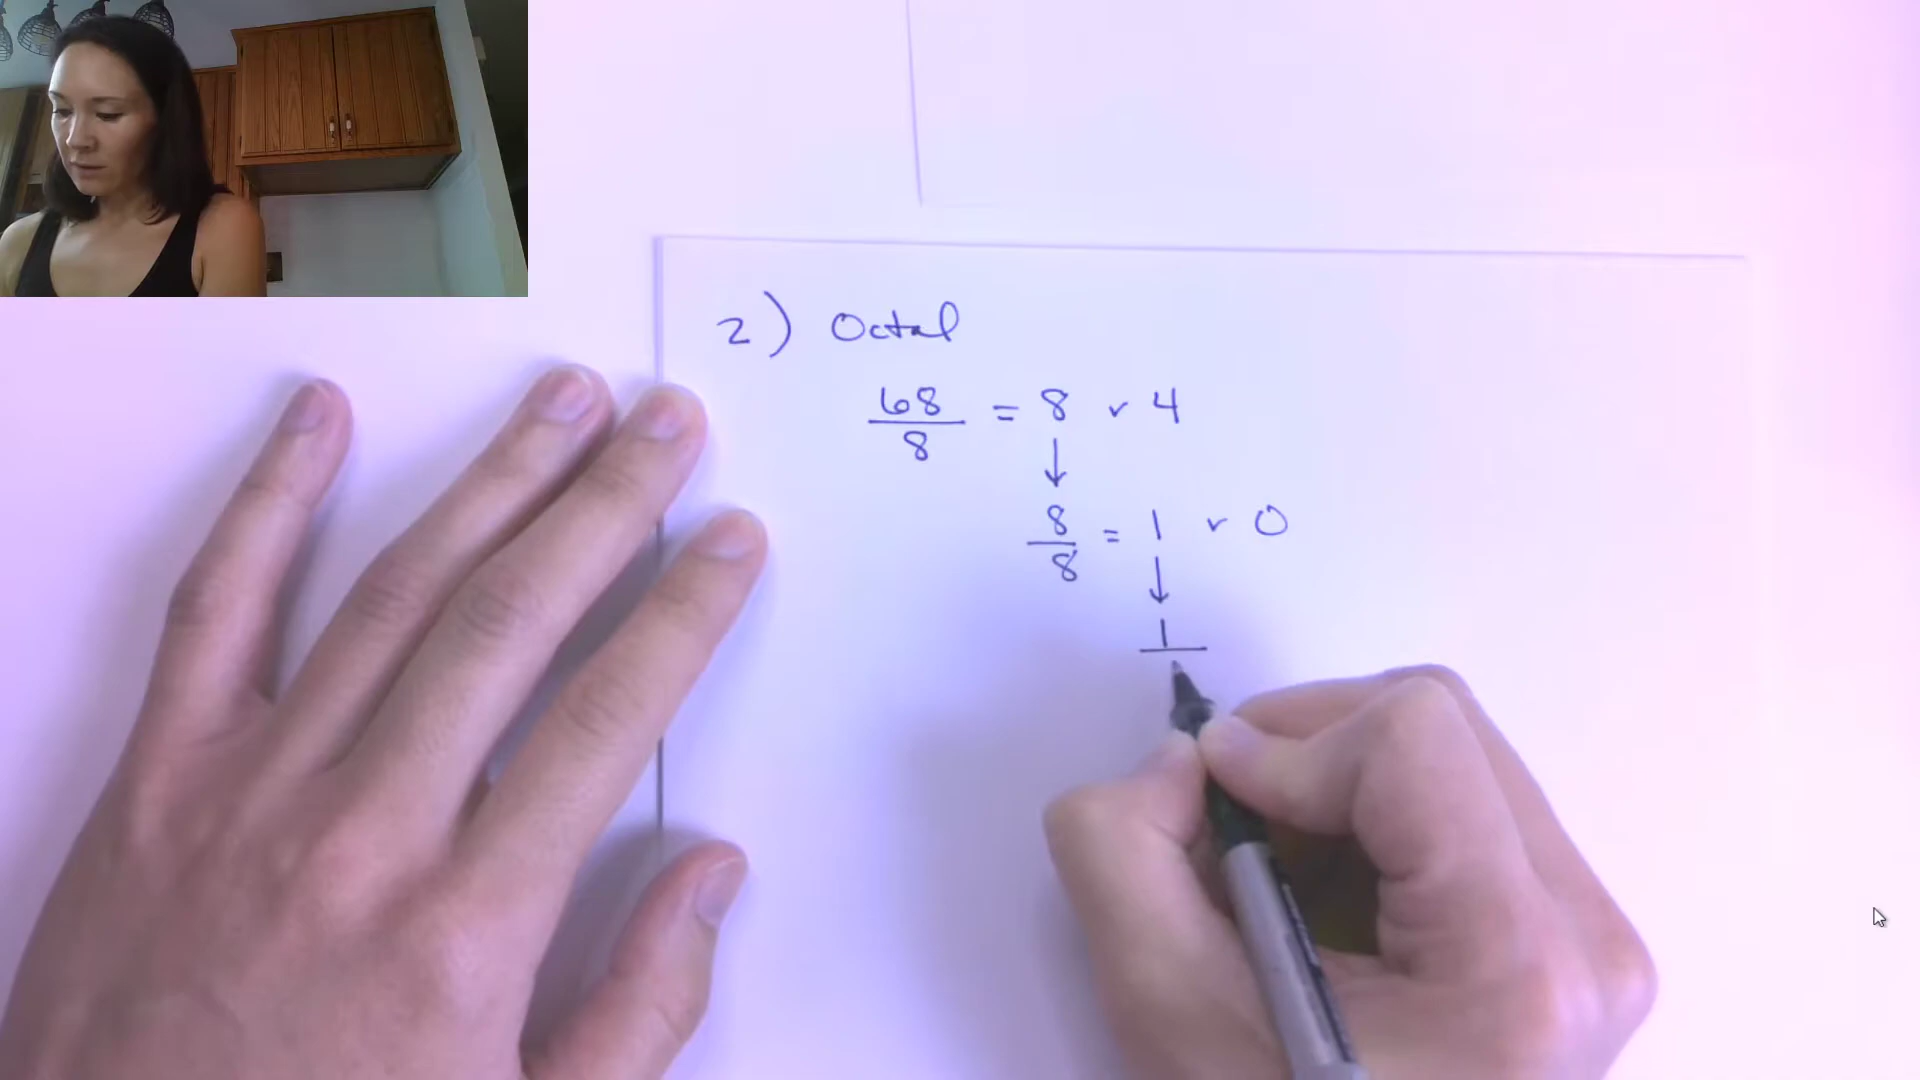 2) Octal
68/8 = 8 r 4
↓
8/8 = 1 r 0
↓
1